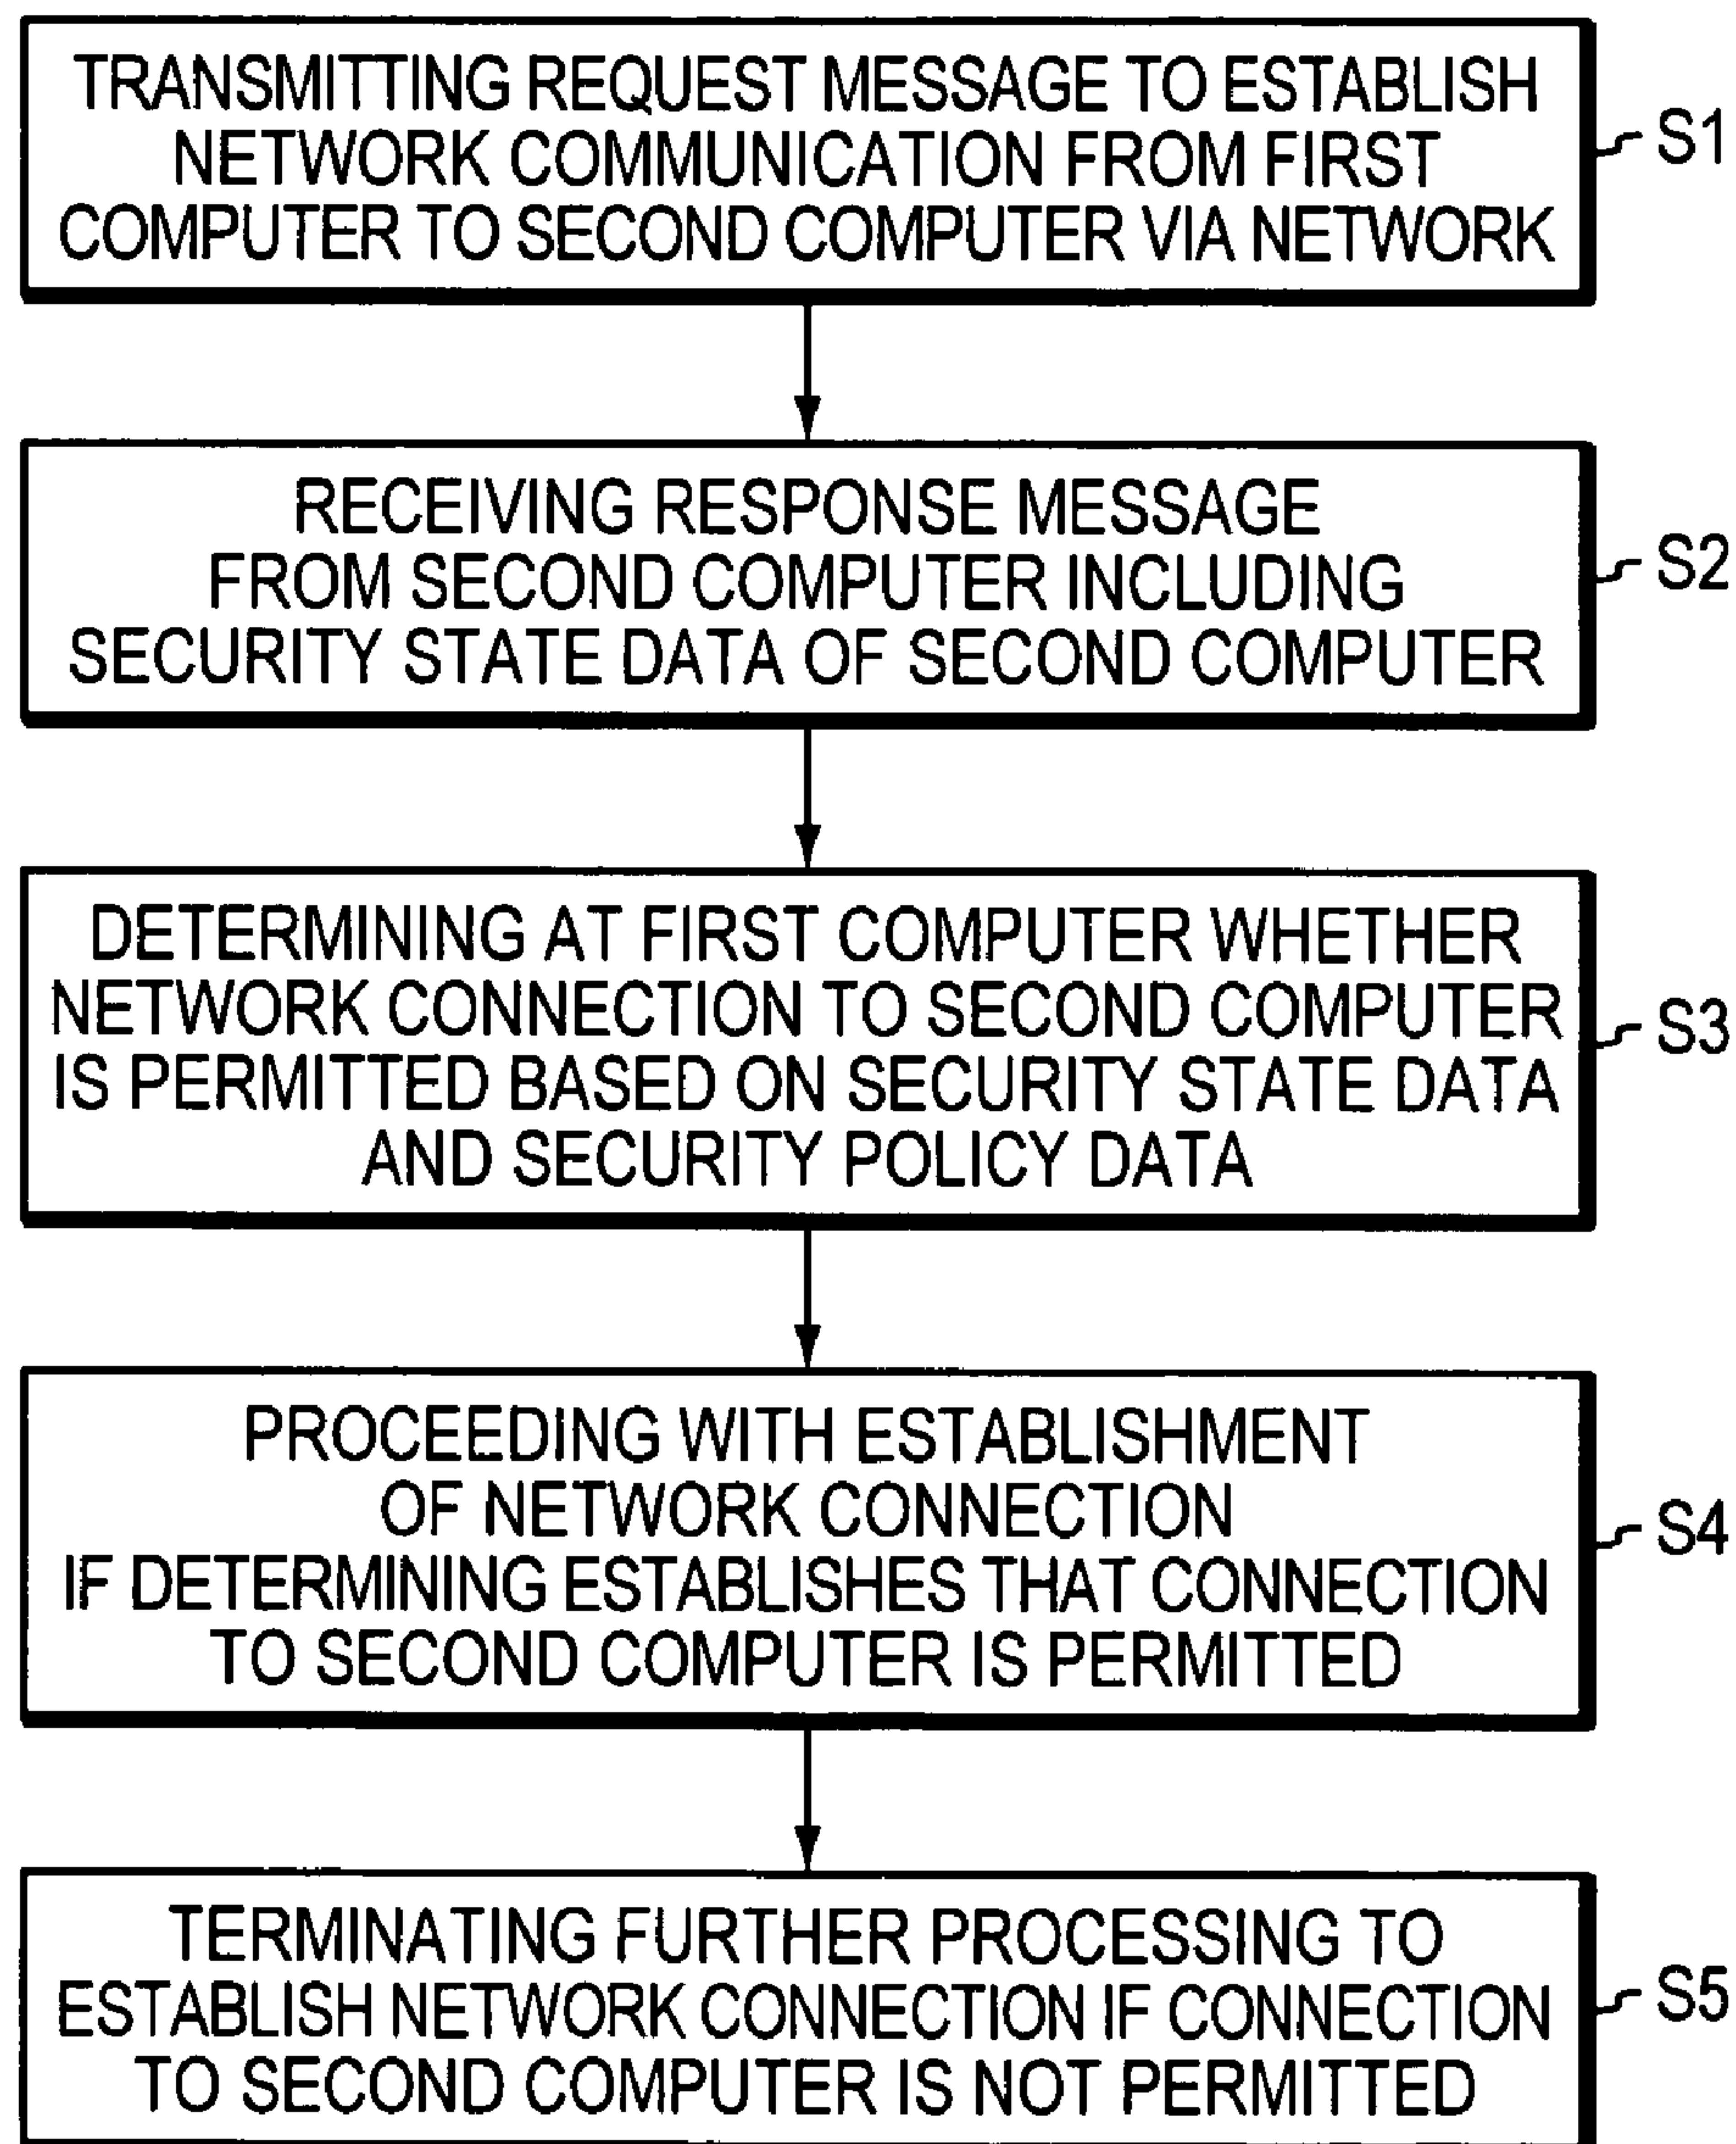 TRANSMITTING REQUEST MESSAGE TO ESTABLISH
NETWORK COMMUNICATION FROM FIRST
COMPUTER TO SECOND COMPUTER VIA NETWORK
S1
RECEIVING RESPONSE MESSAGE
FROM SECOND COMPUTER INCLUDING
SECURITY STATE DATA OF SECOND COMPUTER
S2
DETERMINING AT FIRST COMPUTER WHETHER
NETWORK CONNECTION TO SECOND COMPUTER
IS PERMITTED BASED ON SECURITY STATE DATA
AND SECURITY POLICY DATA
S3
PROCEEDING WITH ESTABLISHMENT
OF NETWORK CONNECTION
IF DETERMINING ESTABLISHES THAT CONNECTION
TO SECOND COMPUTER IS PERMITTED
S4
TERMINATING FURTHER PROCESSING TO
ESTABLISH NETWORK CONNECTION IF CONNECTION
TO SECOND COMPUTER IS NOT PERMITTED
S5